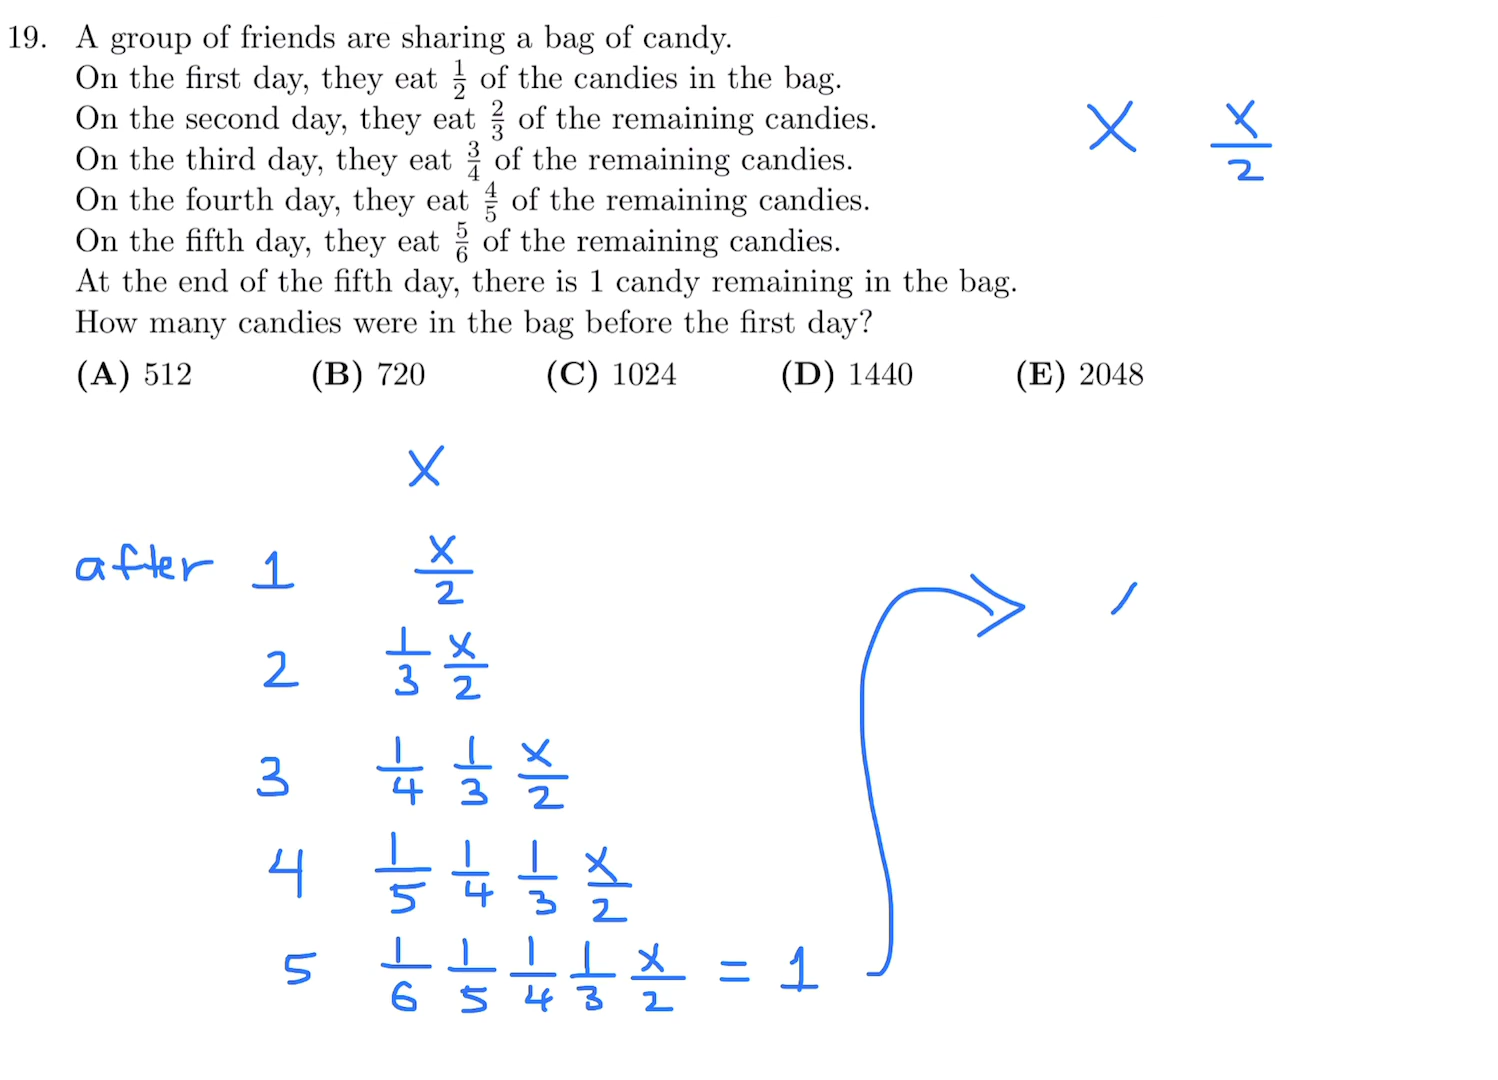 19. A group of friends are sharing a bag of candy.
On the first day, they eat 1/2 of the candies in the bag.
On the second day, they eat 2/3 of the remaining candies.
On the third day, they eat 3/4 of the remaining candies.
On the fourth day, they eat 4/5 of the remaining candies.
On the fifth day, they eat 5/6 of the remaining candies.
At the end of the fifth day, there is 1 candy remaining in the bag.
How many candies were in the bag before the first day?
(A) 512 (B) 720 (C) 1024 (D) 1440 (E) 2048
x x/2
x
after 1 x/2
2 1/3 x/2
3 1/4 1/3 x/2
4 1/5 1/4 1/3 x/2
5 1/6 1/5 1/4 1/3 x/2 = 1